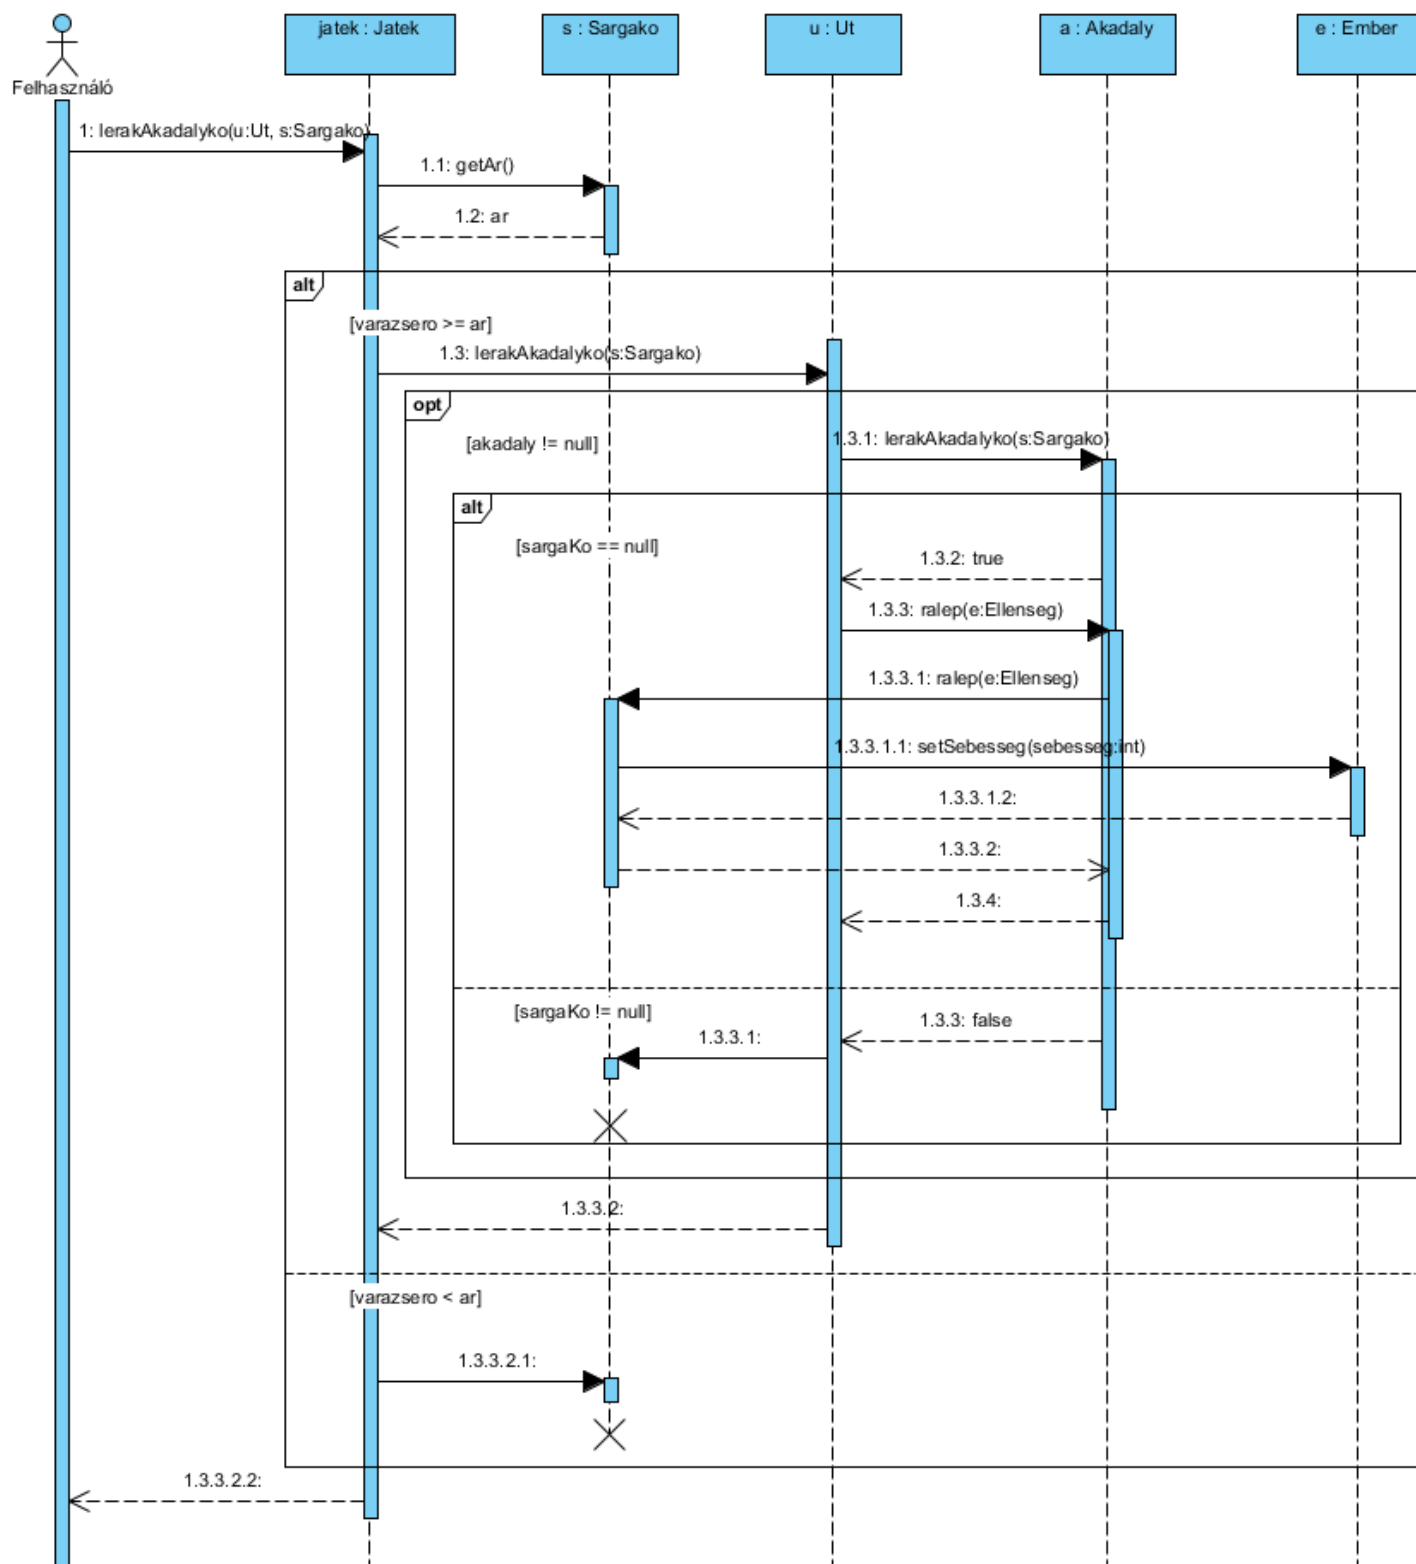 jatek : Jatek
s : Sargako
u : Ut
a : Akadaly
e : Ember
Felhasználó
1: lerakAkadalyko(u:Ut, s:Sargako)
1.1: getAr()
1.2: ar
alt
[varazsero >= ar]
1.3: lerakAkadalyko(s:Sargako)
opt
[akadaly != null]
1.3.1: lerakAkadalyko(s:Sargako)
alt
[sargaKo == null]
1.3.2: true
1.3.3: ralep(e:Ellenseg)
1.3.3.1: ralep(e:Ellenseg)
1.3.3.1.1: setSebesseg(sebesseg:int)
1.3.3.1.2:
1.3.3.2:
1.3.4:
[sargaKo != null]
1.3.3: false
1.3.3.1:
1.3.3.2:
[varazsero < ar]
1.3.3.2.1:
1.3.3.2.2: